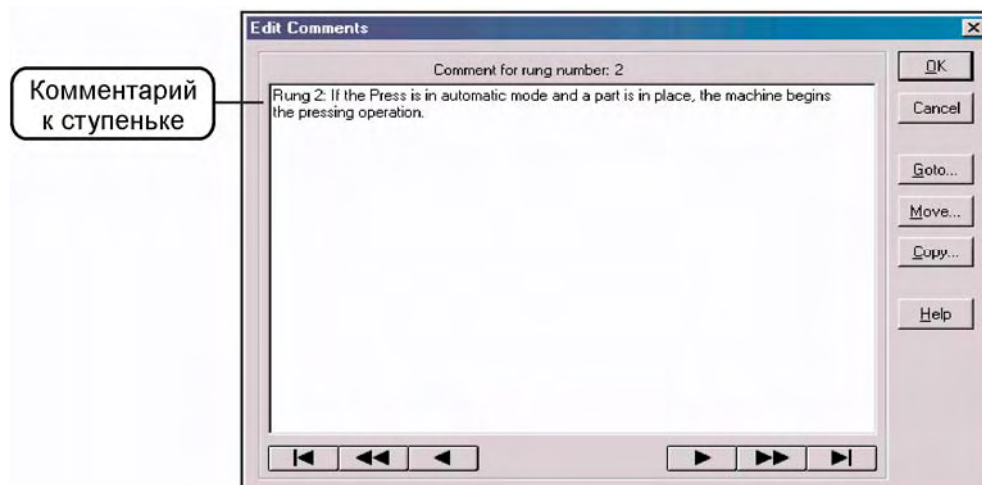 Edit Comments
Comment for rung number: 2
Комментарий
к ступеньке
Rung 2: If the Press is in automatic mode and a part is in place, the machine begins
the pressing operation.
OK
Cancel
Goto...
Move...
Copy...
Help